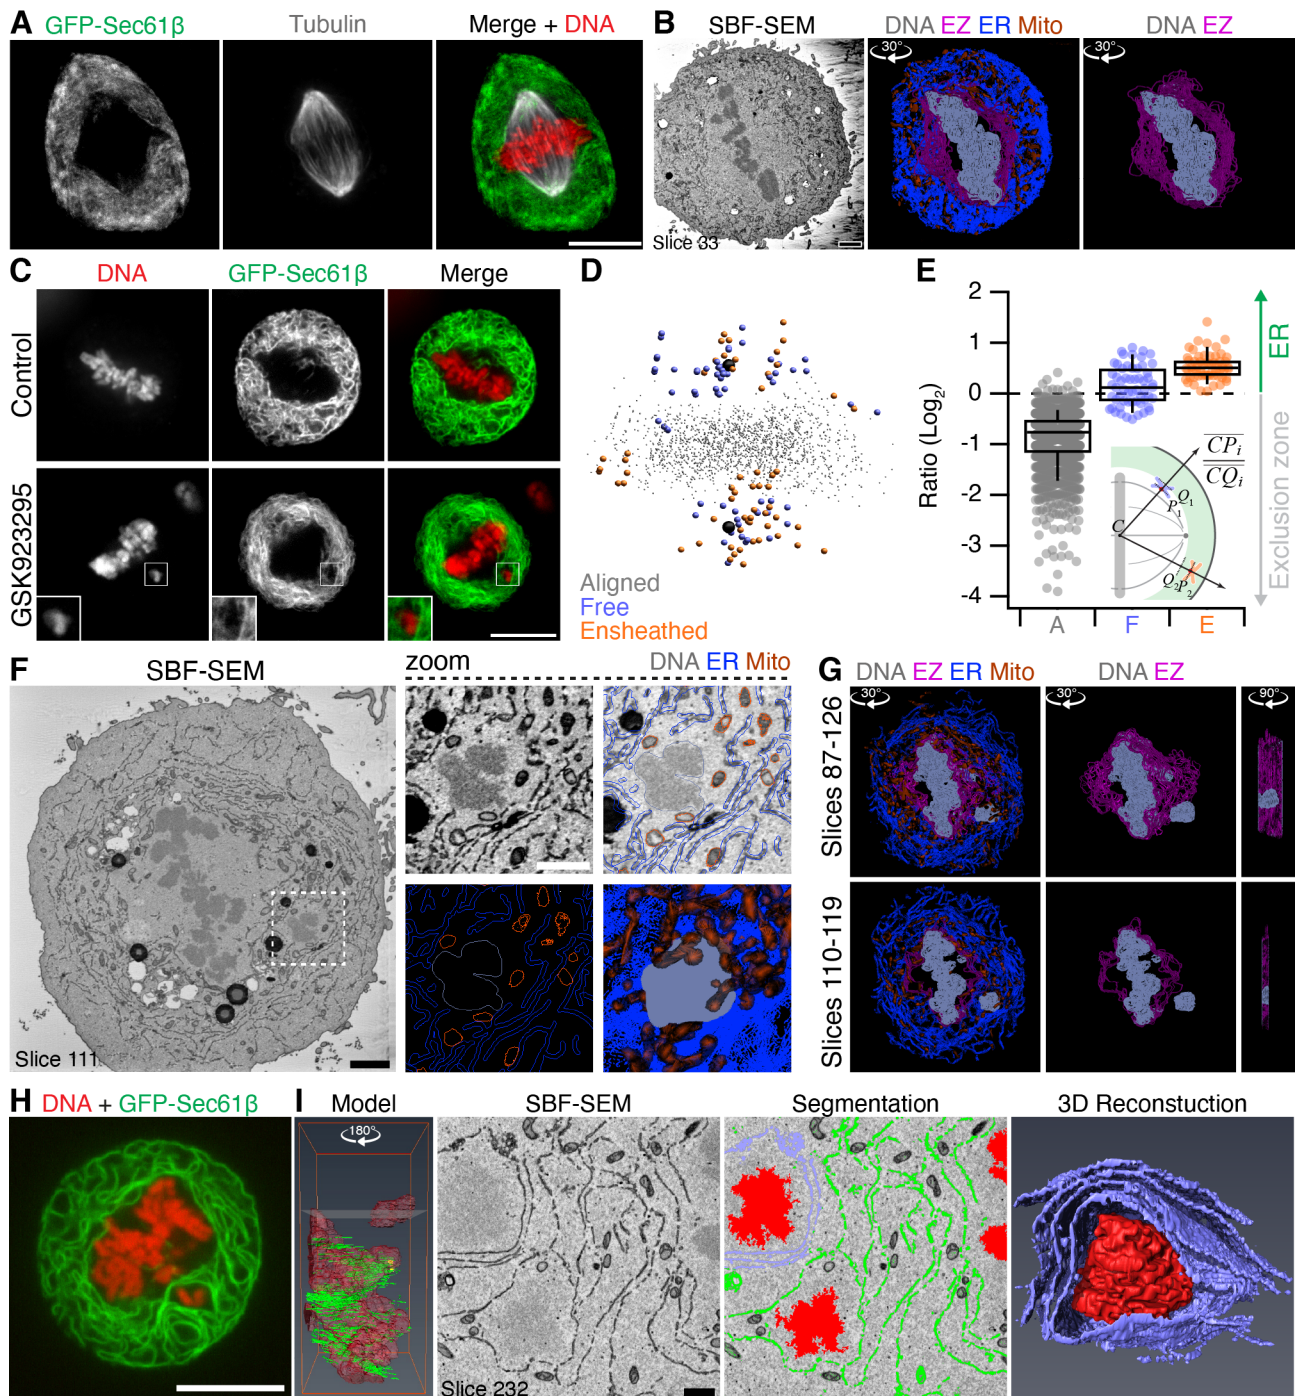 A GFP-Sec61β Tubulin Merge + DNA
B SBF-SEM DNA EZ ER Mito DNA EZ
30° 30°
Slice 33
C DNA GFP-Sec61β Merge
Control
GSK923295
D
Aligned
Free
Ensheathed
E
2
1
0
-1
-2
-3
-4
Ratio (Log2)
A F E
ER
Exclusion zone
CPi
CQi
C
P1 Q1
Q2 P2
F SBF-SEM zoom DNA ER Mito
Slice 111
G DNA EZ ER Mito DNA EZ
30° 30° 90°
Slices 87-126
Slices 110-119
H DNA + GFP-Sec61β
I Model SBF-SEM Segmentation 3D Reconstuction
180°
Slice 232